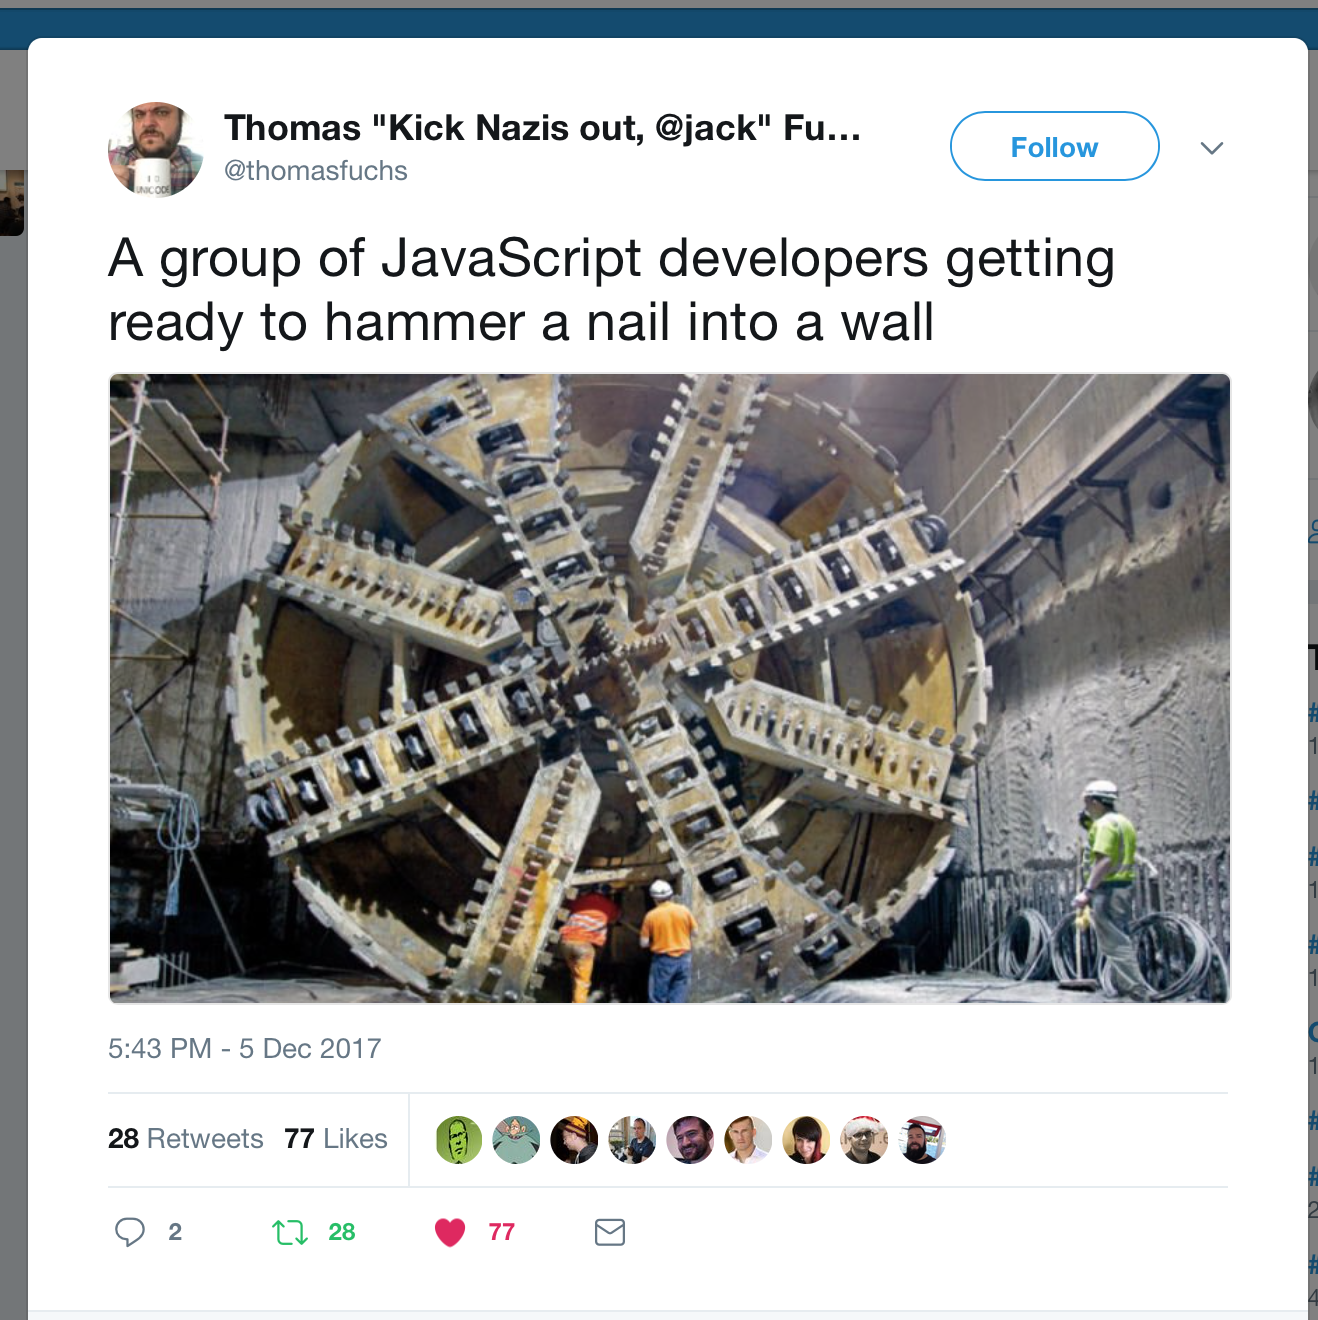 Thomas "Kick Nazis out, @jack" Fu...
@thomasfuchs
Follow
A group of JavaScript developers getting
ready to hammer a nail into a wall
5:43 PM - 5 Dec 2017
28 Retweets 77 Likes
2 28 77